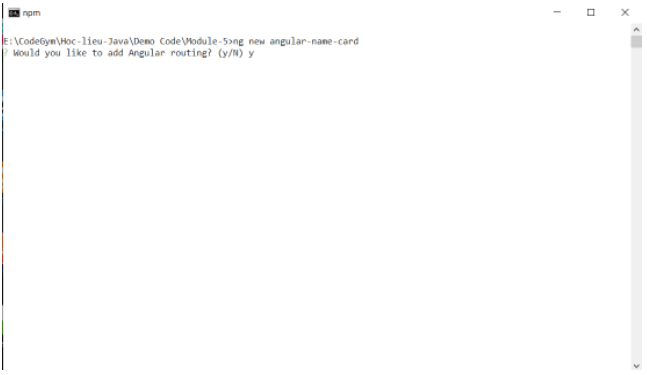 npm
E:\CodeGym\Hoc-lieu-Java\Demo Code\Module-5>ng new angular-name-card
? Would you like to add Angular routing? (y/N) y